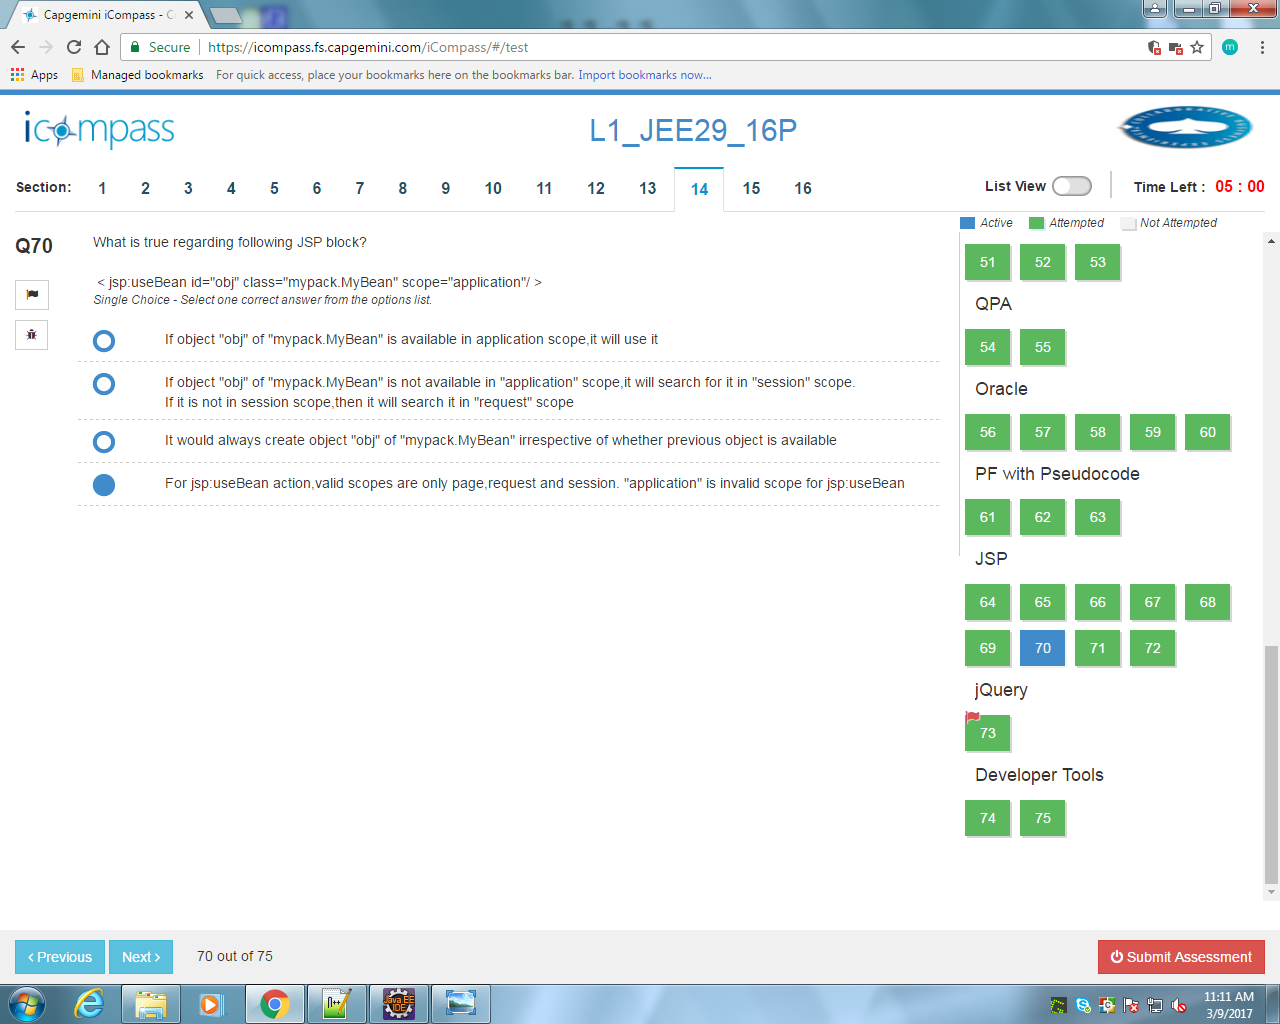 Capgemini iCompass - C
Secure
https://icompass.fs.capgemini.com/iCompass/#/test
m
Apps
Managed bookmarks
For quick access, place your bookmarks here on the bookmarks bar. Import bookmarks now...
icompass
L1_JEE29_16P
Section: 1 2 3 4 5 6 7 8 9 10 11 12 13 14 15 16
List View
Time Left : 05 : 00
Active Attempted Not Attempted
Q70
What is true regarding following JSP block?
< jsp:useBean id="obj" class="mypack.MyBean" scope="application"/ >
Single Choice - Select one correct answer from the options list.
If object "obj" of "mypack.MyBean" is available in application scope,it will use it
If object "obj" of "mypack.MyBean" is not available in "application" scope,it will search for it in "session" scope.
If it is not in session scope,then it will search it in "request" scope
It would always create object "obj" of "mypack.MyBean" irrespective of whether previous object is available
For jsp:useBean action,valid scopes are only page,request and session. "application" is invalid scope for jsp:useBean
51 52 53
QPA
54 55
Oracle
56 57 58 59 60
PF with Pseudocode
61 62 63
JSP
64 65 66 67 68
69 70 71 72
jQuery
73
Developer Tools
74 75
‹ Previous
Next ›
70 out of 75
Submit Assessment
Java EE
IDE
11:11 AM
3/9/2017